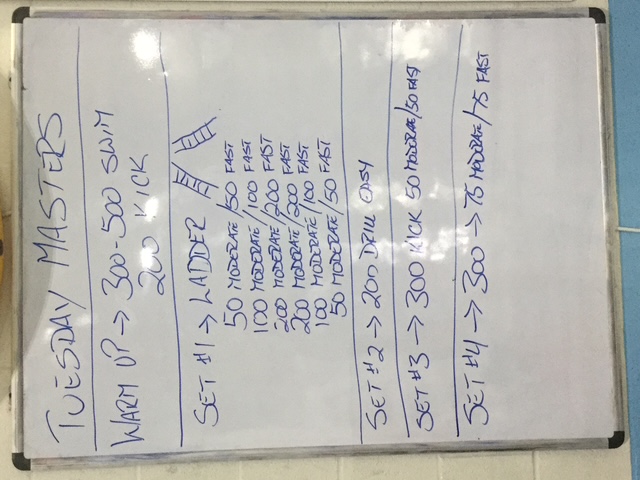 TUESDAY MASTERS
WARM UP → 300-500 SWIM
200 KICK
SET #1 → LADDER
50 MODERATE/50 FAST
100 MODERATE/100 FAST
200 MODERATE/200 FAST
200 MODERATE/200 FAST
100 MODERATE/100 FAST
50 MODERATE/50 FAST
SET #2 → 200 DRILL EASY
SET #3 → 300 KICK 50 MODERATE/50 FAST
SET #4 → 300 → 75 MODERATE/75 FAST